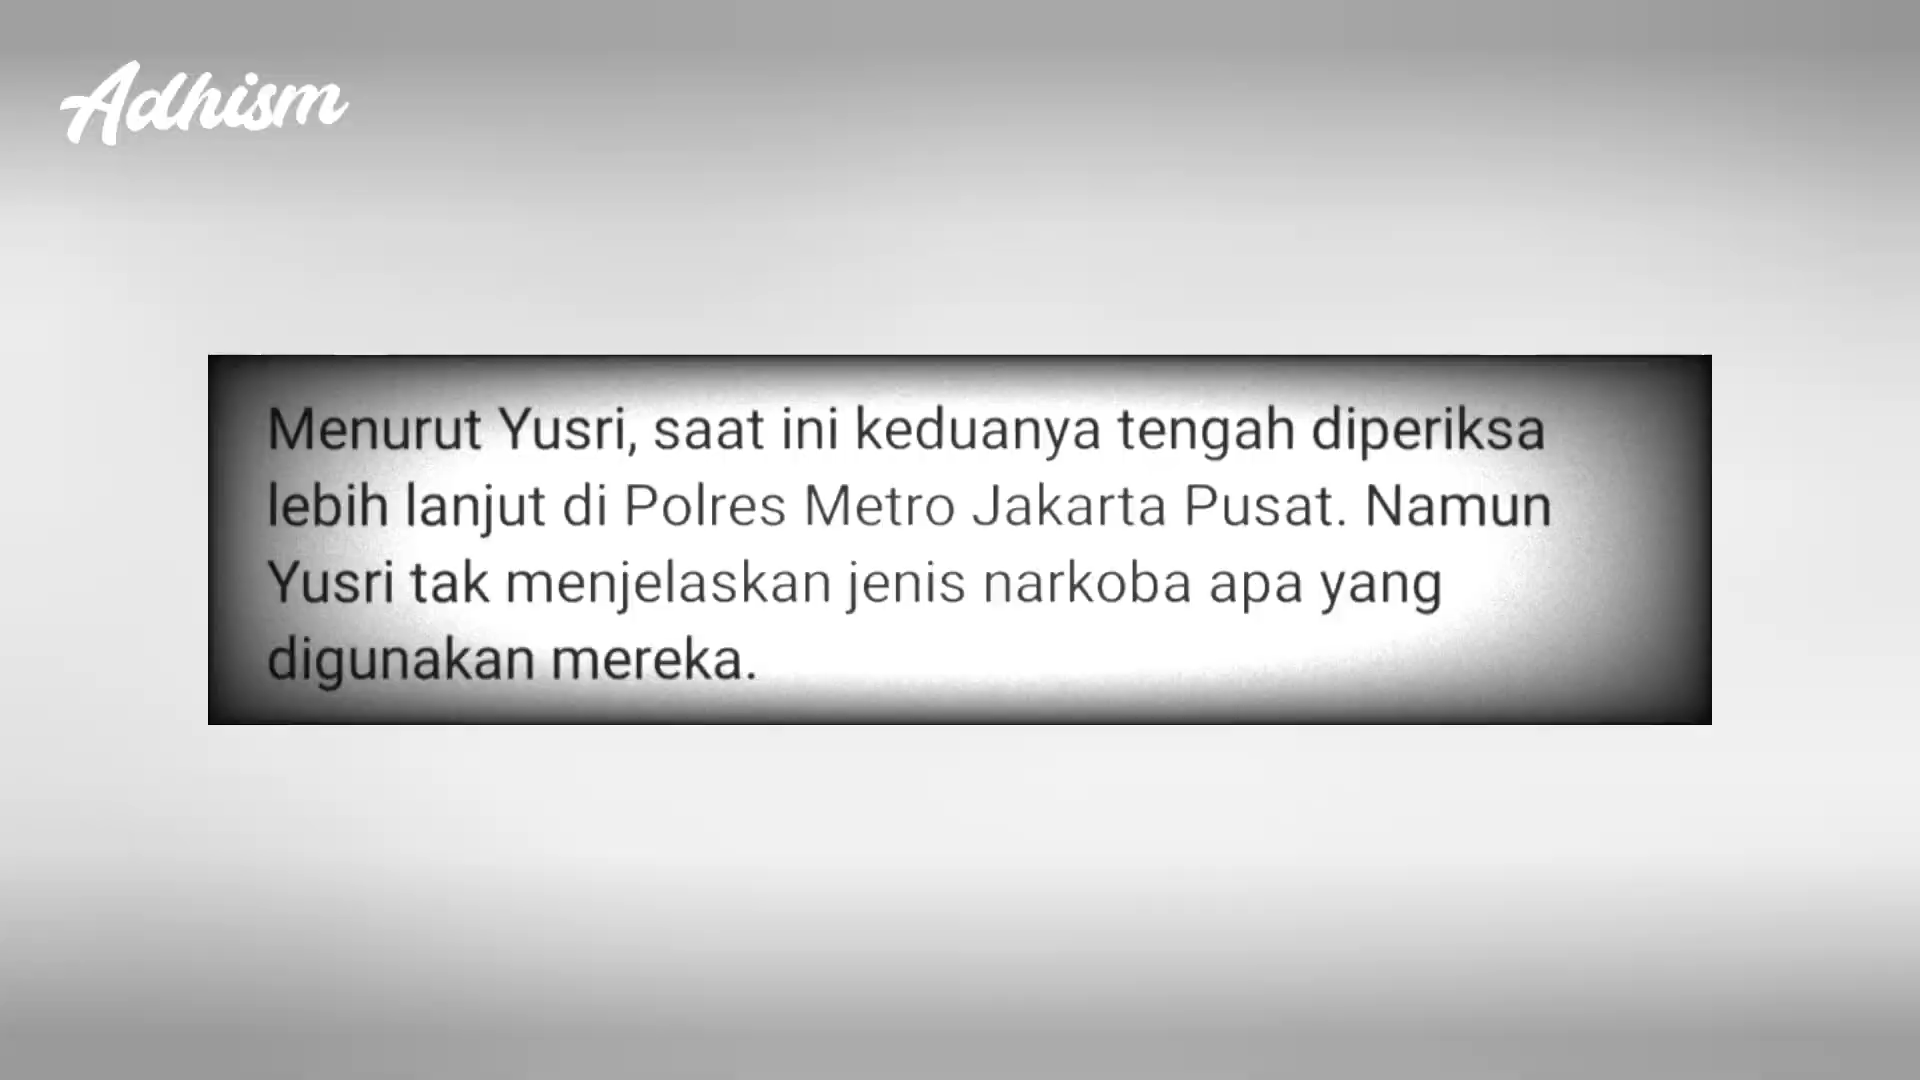 Adhism
Menurut Yusri, saat ini keduanya tengah diperiksa
lebih lanjut di Polres Metro Jakarta Pusat. Namun
Yusri tak menjelaskan jenis narkoba apa yang
digunakan mereka.